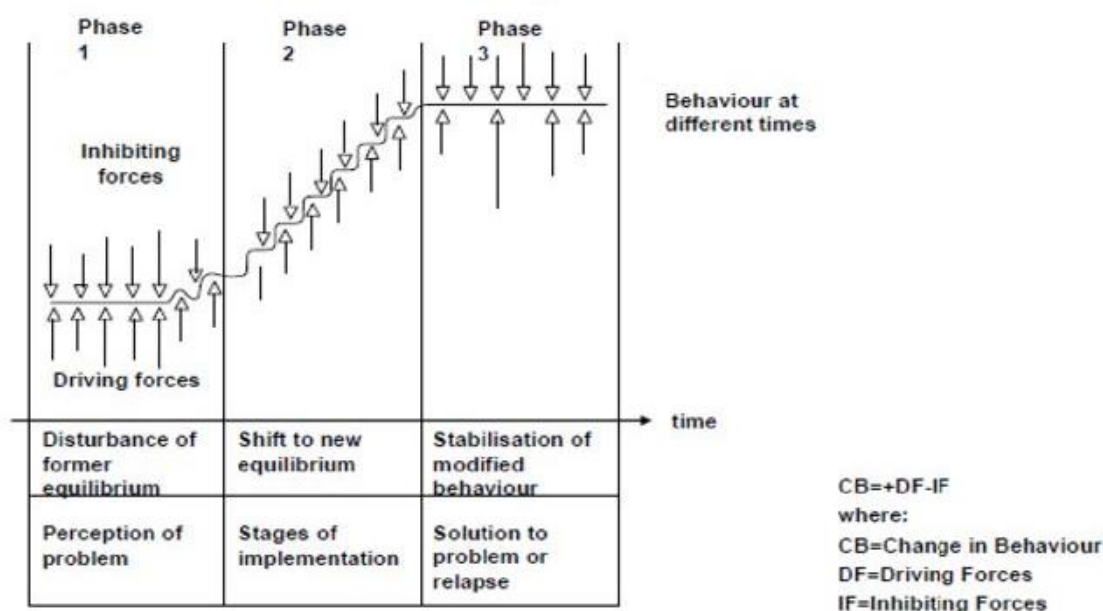 Phase
1
Phase
2
Phase
3
Inhibiting
forces
Behaviour at
different times
Driving forces
time
Disturbance of
former
equilibrium
Shift to new
equilibrium
Stabilisation of
modified
behaviour
Perception of
problem
Stages of
implementation
Solution to
problem or
relapse
CB=+DF-IF
where:
CB=Change in Behaviour
DF=Driving Forces
IF=Inhibiting Forces